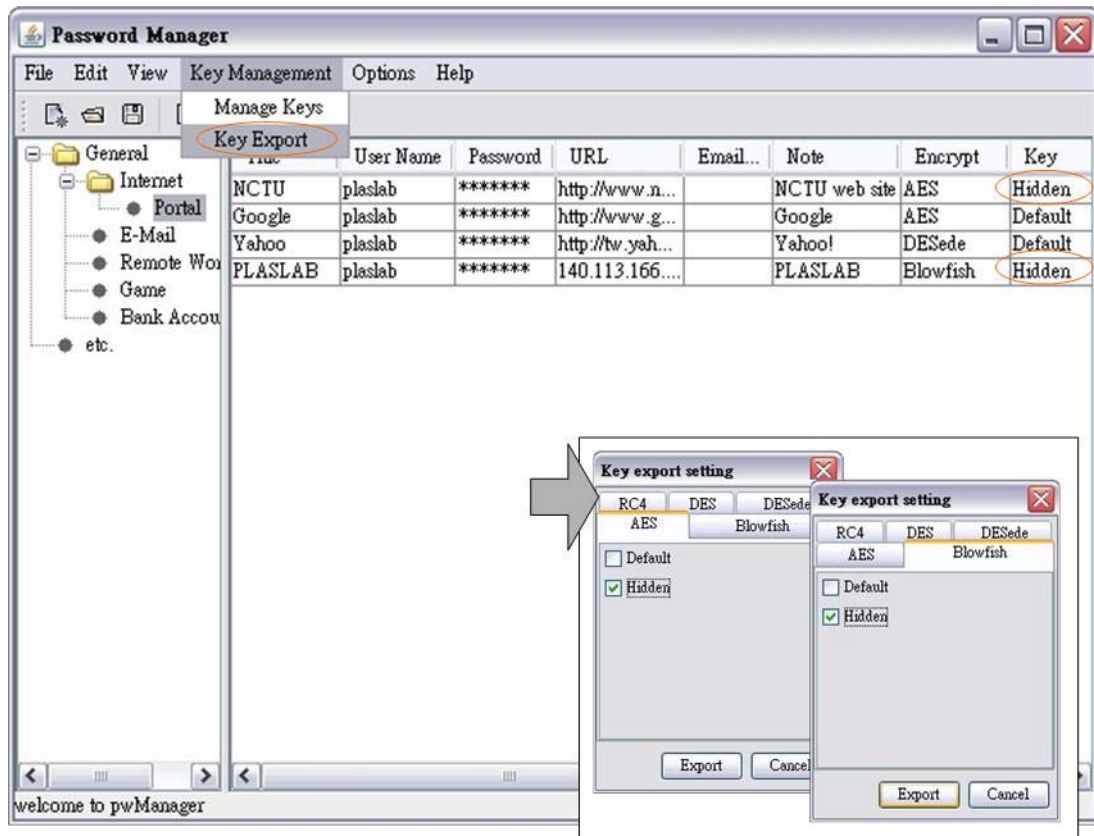 Password Manager
File Edit View Key Management Options Help
Manage Keys
Key Export
General
Internet
Portal
E-Mail
Remote Wor
Game
Bank Accou
etc.
User Name Password URL Email... Note Encrypt Key
NCTU plaslab ******* http://www.n... NCTU web site AES Hidden
Google plaslab ******* http://www.g... Google AES Default
Yahoo plaslab ******* http://tw.yah... Yahoo! DESede Default
PLASLAB plaslab ******* 140.113.166.... PLASLAB Blowfish Hidden
Key export setting
RC4 DES DESede
AES Blowfish
Default
Hidden
Export Cancel
Key export setting
RC4 DES DESede
AES Blowfish
Default
Hidden
Export Cancel
welcome to pwManager